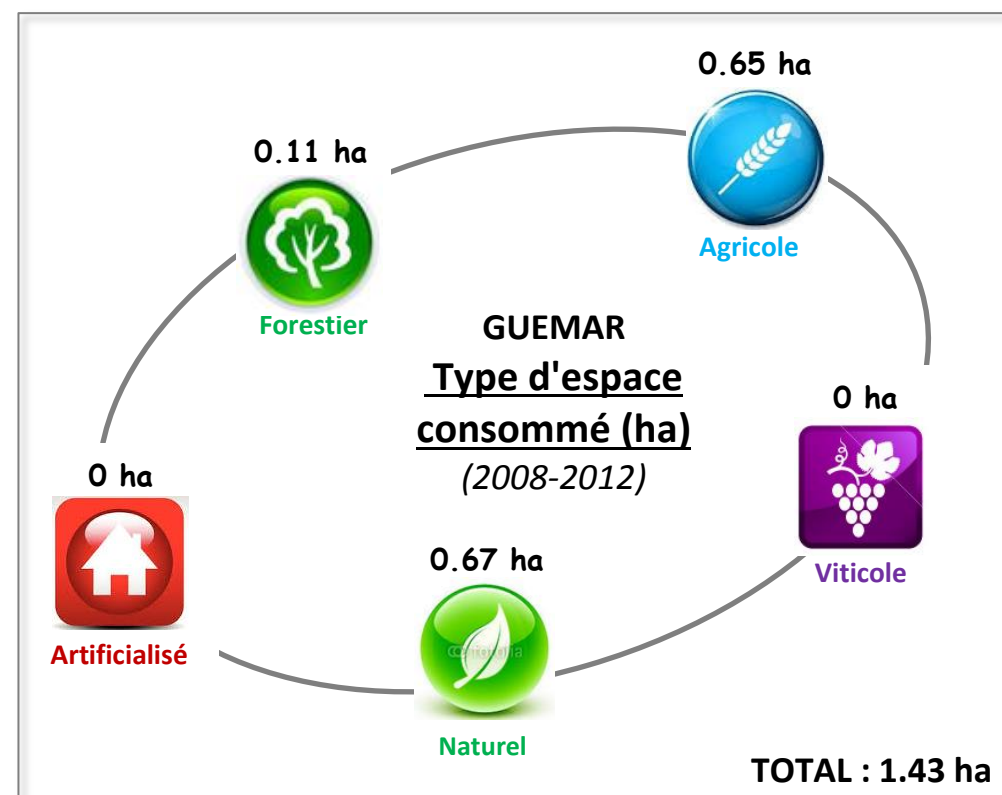 0.65 ha
Agricole
0.11 ha
Forestier
GUEMAR
Type d'espace
consommé (ha)
(2008-2012)
0 ha
Viticole
0 ha
Artificialisé
0.67 ha
Naturel
TOTAL : 1.43 ha